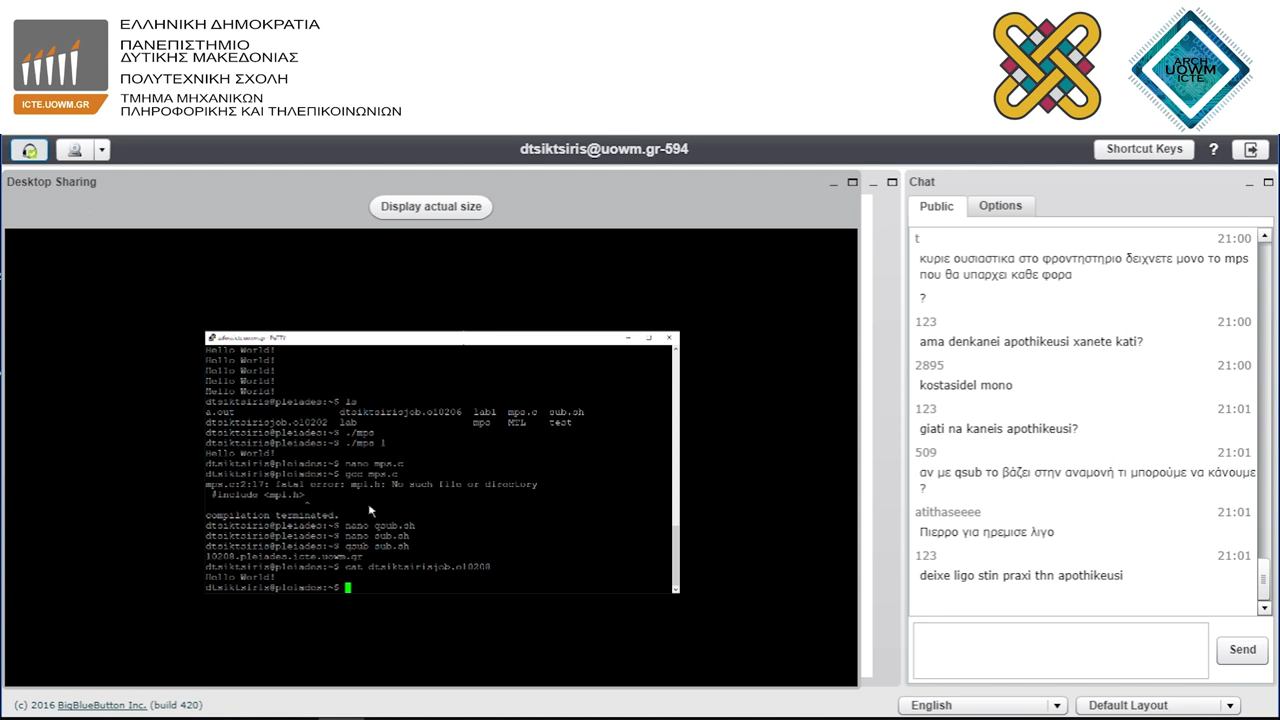 ΕΛΛΗΝΙΚΗ ΔΗΜΟΚΡΑΤΙΑ
ΠΑΝΕΠΙΣΤΗΜΙΟ
ΔΥΤΙΚΗΣ ΜΑΚΕΔΟΝΙΑΣ
ΠΟΛΥΤΕΧΝΙΚΗ ΣΧΟΛΗ
ΤΜΗΜΑ ΜΗΧΑΝΙΚΩΝ
ΠΛΗΡΟΦΟΡΙΚΗΣ ΚΑΙ ΤΗΛΕΠΙΚΟΙΝΩΝΙΩΝ
ICTE.UOWM.GR
ARCH
UOWM
ICTE
dtsiktsiris@uowm.gr-594
Shortcut Keys
?
Desktop Sharing
Display actual size
PuTTY
Hello World!
Hello World!
Hello World!
Hello World!
Hello World!
dtsiktsiris@pleiades:~$ ls
a.out dtsiktsirisjob.o10206 lab1 mps.c sub.sh
dtsiktsirisjob.o10202 lab mps MTL test
dtsiktsiris@pleiades:~$ ./mps
dtsiktsiris@pleiades:~$ ./mps 1
Hello World!
dtsiktsiris@pleiades:~$ nano mps.c
dtsiktsiris@pleiades:~$ gcc mps.c
mps.c:2:17: fatal error: mpi.h: No such file or directory
#include <mpi.h>
^
compilation terminated.
dtsiktsiris@pleiades:~$ nano qsub.sh
dtsiktsiris@pleiades:~$ nano sub.sh
dtsiktsiris@pleiades:~$ qsub sub.sh
10208.pleiades.icte.uowm.gr
dtsiktsiris@pleiades:~$ cat dtsiktsirisjob.o10208
Hello World!
dtsiktsiris@pleiades:~$
Chat
Public Options
t 21:00
κυριε ουσιαστικα στο φροντηστηριο δειχνετε μονο το mps
που θα υπαρχει καθε φορα
?
123 21:00
ama denkanei apothikeusi xanete kati?
2895 21:00
kostasidel mono
123 21:01
giati na kaneis apothikeusi?
509 21:01
αν με qsub το βάζει στην αναμονή τι μπορούμε να κάνουμε
?
atithaseeee 21:01
Πιερρο για ηρεμισε λιγο
123 21:01
deixe ligo stin praxi thn apothikeusi
Send
(c) 2016 BigBlueButton Inc. (build 420)
English
Default Layout